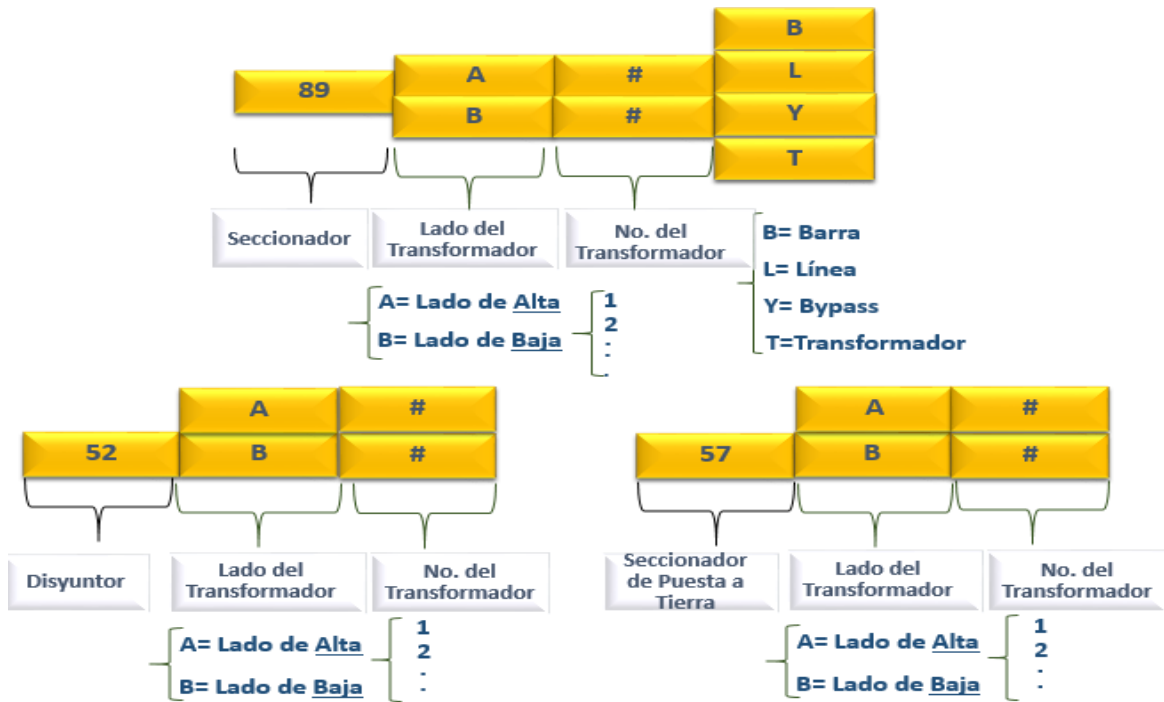 B
A
#
L
89
B
#
Y
T
Seccionador
Lado del
Transformador
No. del
Transformador
B= Barra
L= Línea
Y= Bypass
T=Transformador
A= Lado de Alta
B= Lado de Baja
1
2
.
.
.
A
#
52
B
#
Disyuntor
Lado del
Transformador
No. del
Transformador
A= Lado de Alta
B= Lado de Baja
1
2
.
.
A
#
57
B
#
Seccionador
de Puesta a
Tierra
Lado del
Transformador
No. del
Transformador
A= Lado de Alta
B= Lado de Baja
1
2
.
.